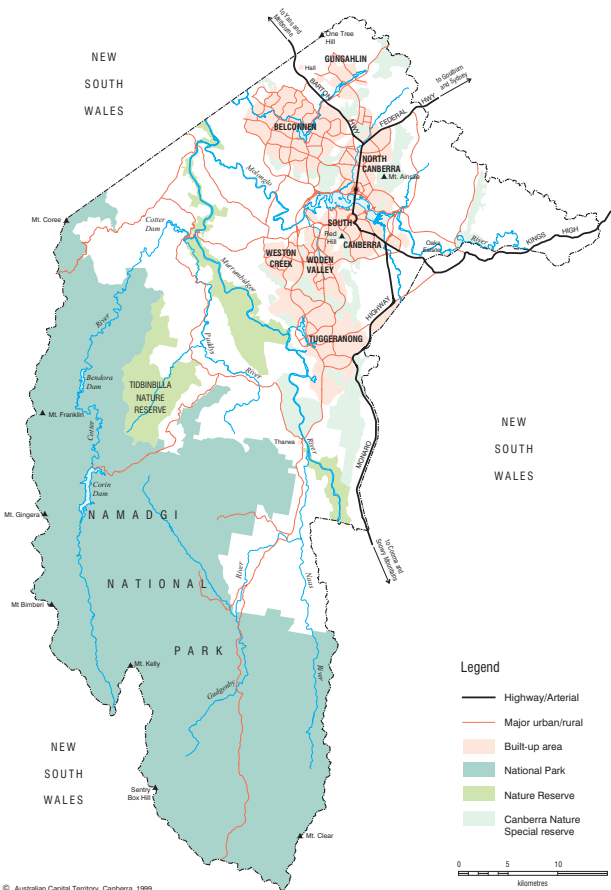 to Yass and
Melbourne
One Tree
Hill
NEW
SOUTH
WALES
GUNGAHLIN
Hall
BARTON
HWY
to Goulburn
and Sydney
FEDERAL
HWY
BELCONNEN
NORTH
CANBERRA
Mt. Ainslie
Molonglo
Mt. Coree
Cotter
Dam
SOUTH
CANBERRA
Red
Hill
Oaks
Estate
River
KINGS
HIGH
WESTON
CREEK
WODEN
VALLEY
Murrumbidgee
HIGHWAY
River
Paddys
River
TUGGERANONG
Bendora
Dam
TIDBINBILLA
NATURE
RESERVE
Mt. Franklin
Cotter
NEW
SOUTH
WALES
Tharwa
River
MONARO
Corin
Dam
Mt. Gingera
NAMADGI
to Cooma and
Snowy Mountains
NATIONAL
River
Naas
Mt Bimberi
PARK
Mt. Kelly
Gudgenby
River
NEW
SOUTH
WALES
Sentry
Box Hill
Mt. Clear
Legend
Highway/Arterial
Major urban/rural
Built-up area
National Park
Nature Reserve
Canberra Nature
Special reserve
0 5 10
kilometres
© Australian Capital Territory, Canberra, 1999